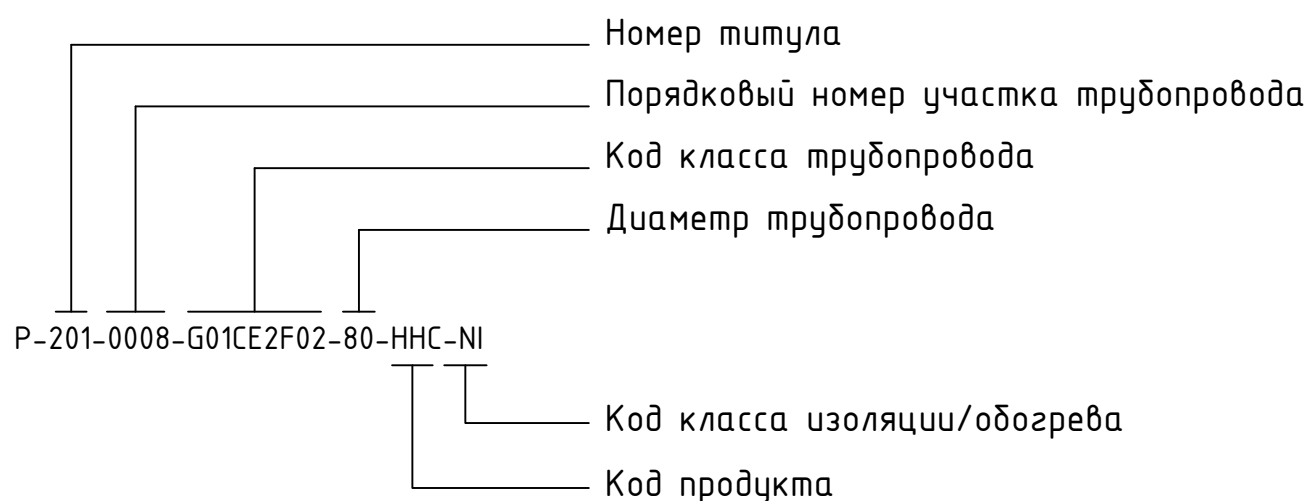 Номер титула
Порядковый номер участка трубопровода
Код класса трубопровода
Диаметр трубопровода
P-201-0008-G01CE2F02-80-HHC-NI
Код класса изоляции/обогрева
Код продукта